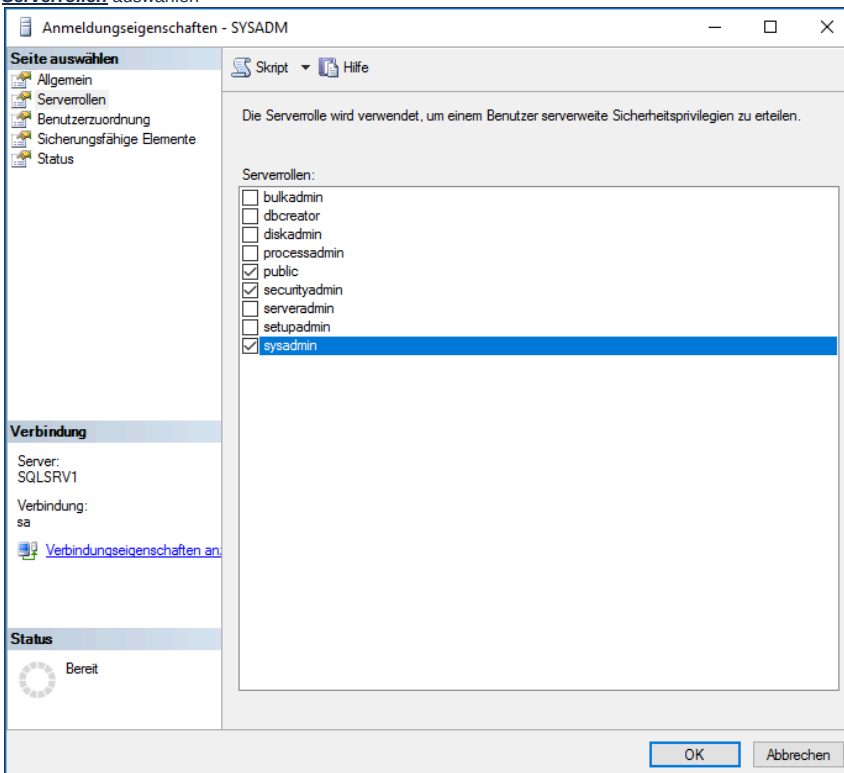 Serverrollen auswählen
Anmeldungseigenschaften - SYSADM
Seite auswählen
Allgemein
Serverrollen
Benutzerzuordnung
Sicherungsfähige Elemente
Status
Skript
Hilfe
Die Serverrolle wird verwendet, um einem Benutzer serverweite Sicherheitsprivilegien zu erteilen.
Serverrollen:
bulkadmin
dbcreator
diskadmin
processadmin
public
securityadmin
serveradmin
setupadmin
sysadmin
Verbindung
Server:
SQLSRV1
Verbindung:
sa
Verbindungseigenschaften
Status
Bereit
OK
Abbrechen